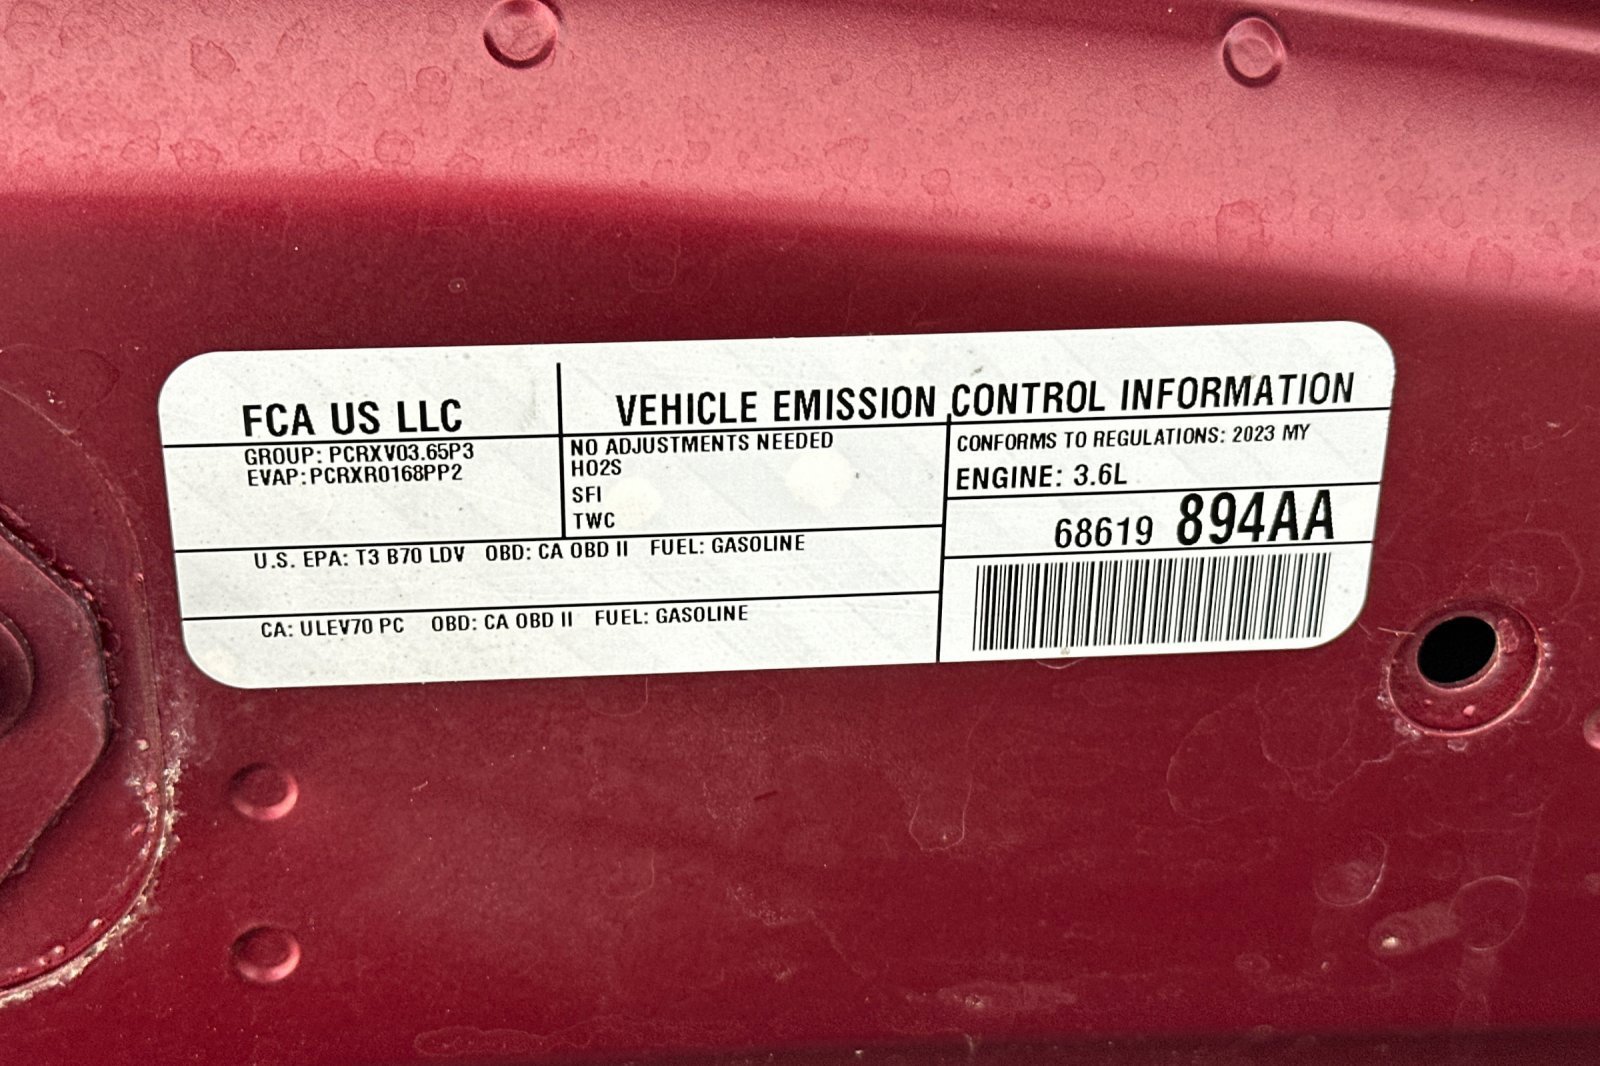 FCA US LLC
VEHICLE EMISSION CONTROL INFORMATION
GROUP: PCRXV03.65P3
EVAP:PCRXR0168PP2
NO ADJUSTMENTS NEEDED
HO2S
SFI
TWC
CONFORMS TO REGULATIONS: 2023 MY
ENGINE: 3.6L
68619 894AA
U.S. EPA: T3 B70 LDV OBD: CA OBD II FUEL: GASOLINE
CA: ULEV70 PC OBD: CA OBD II FUEL: GASOLINE